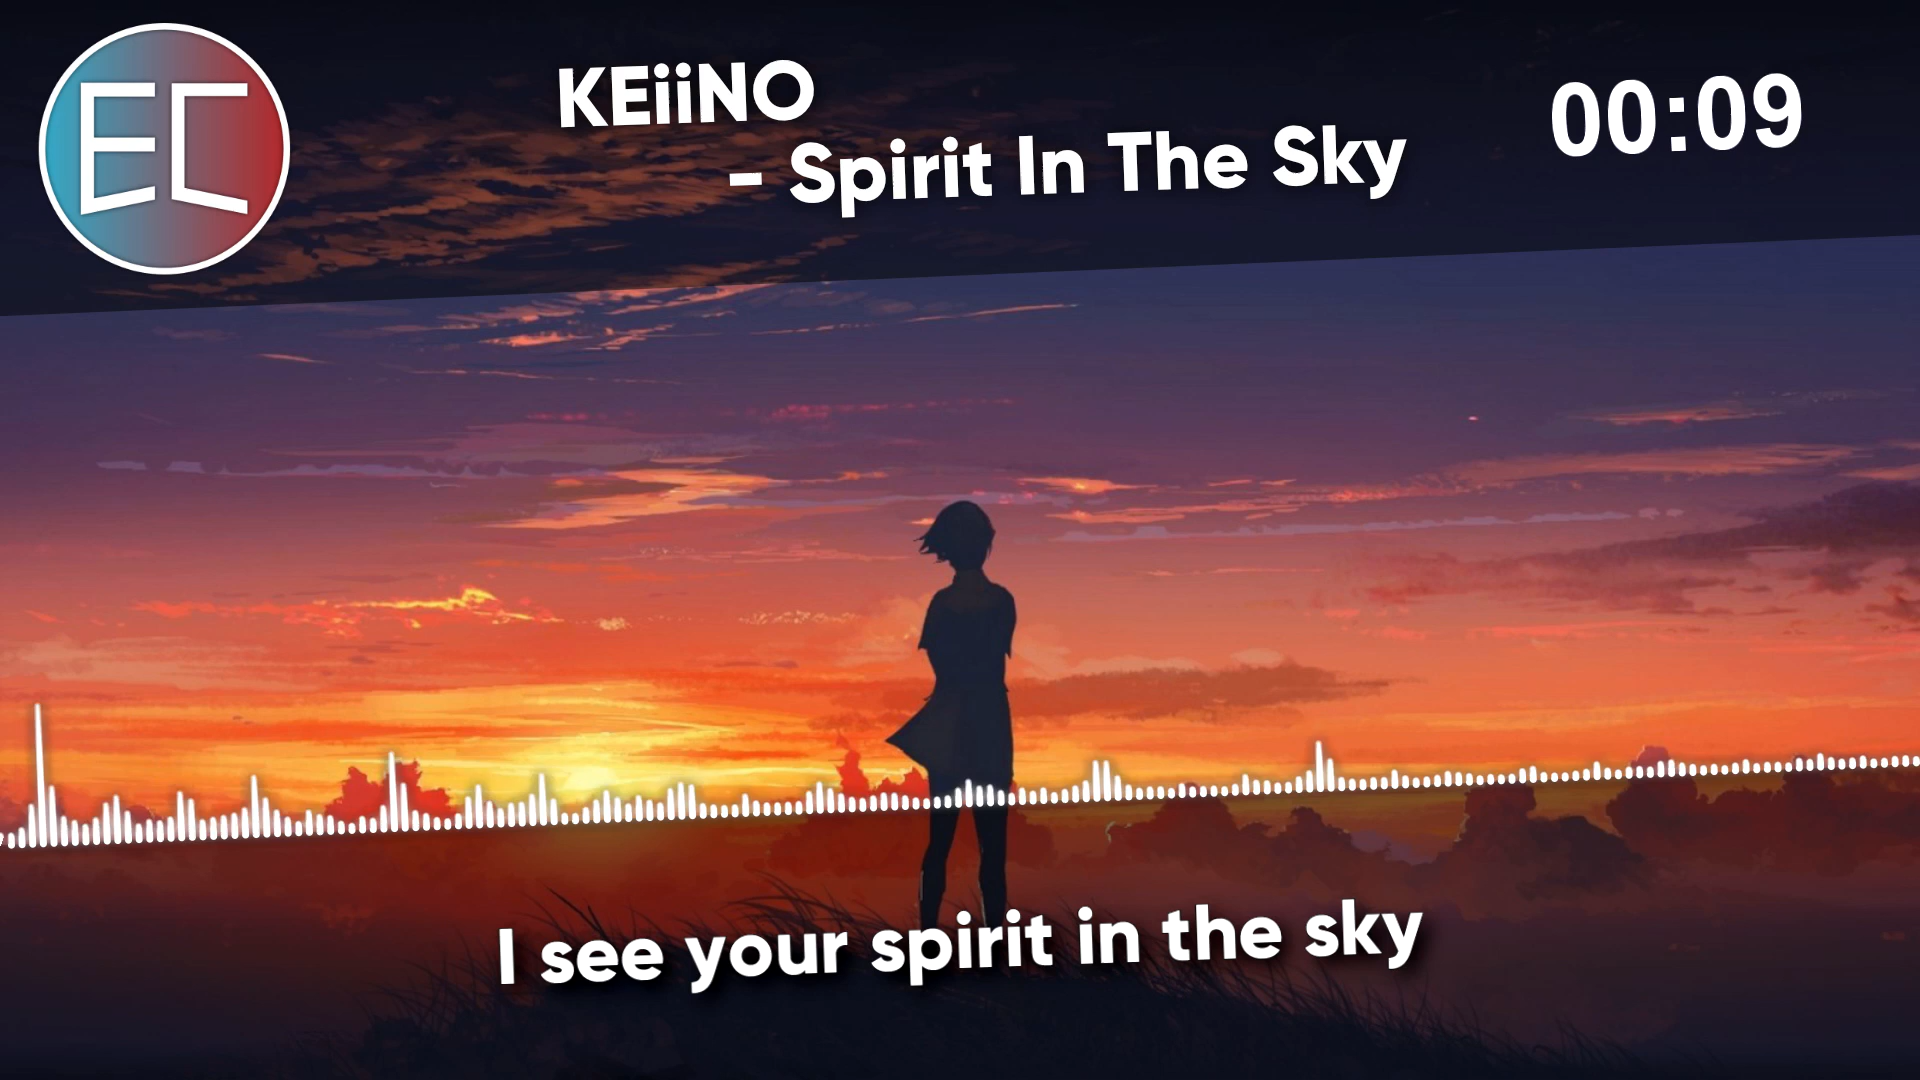 EC
KEiiNO
- Spirit In The Sky
00:09
I see your spirit in the sky